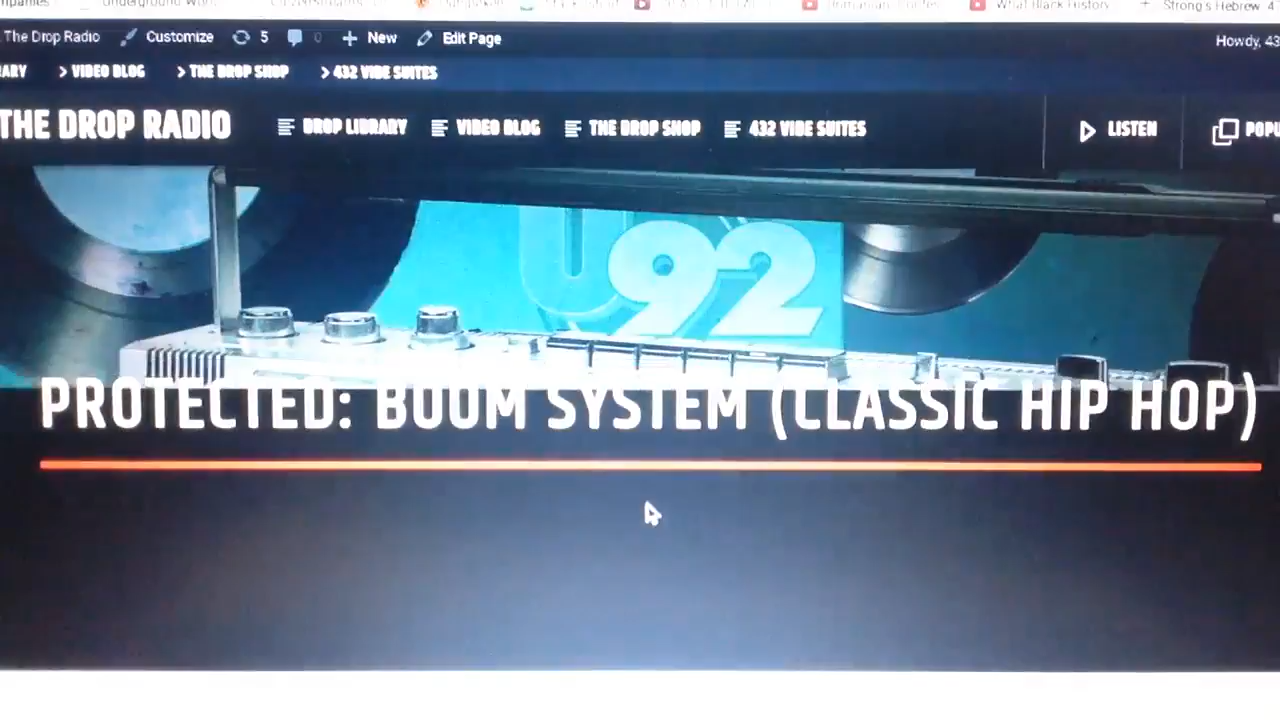 The Drop Radio Customize 5 0 New Edit Page Howdy, 43
VIDEO BLOG THE DROP SHOP 432 VIBE SUITES
THE DROP RADIO DROP LIBRARY VIDEO BLOG THE DROP SHOP 432 VIBE SUITES LISTEN
U92
PROTECTED: BOOM SYSTEM (CLASSIC HIP HOP)